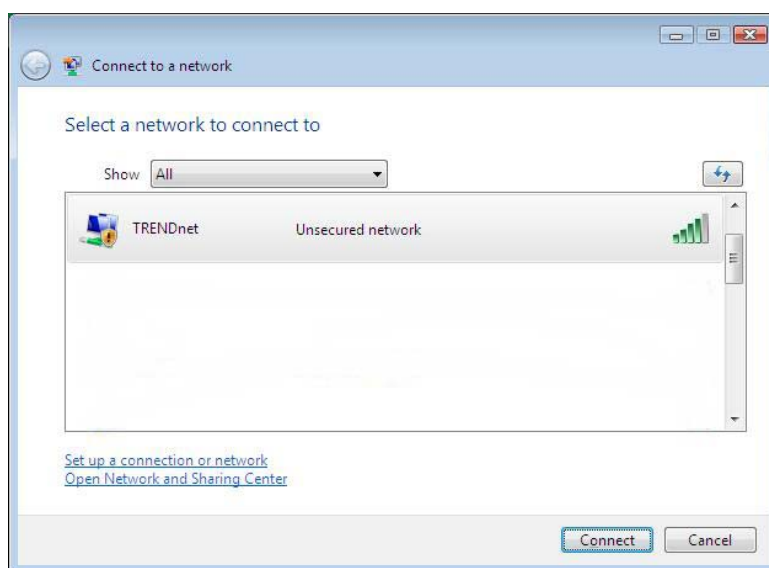 Connect to a network
Select a network to connect to
Show All
TRENDnet Unsecured network
Set up a connection or network
Open Network and Sharing Center
Connect Cancel